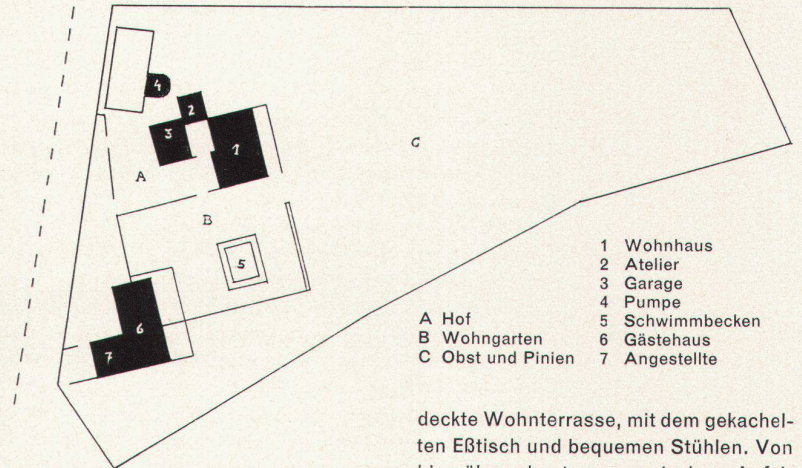 4
2
3
1
C
A
B
5
6
7
A Hof
B Wohngarten
C Obst und Pinien
1 Wohnhaus
2 Atelier
3 Garage
4 Pumpe
5 Schwimmbecken
6 Gästehaus
7 Angestellte
deckte Wohnterrasse, mit dem gekachel-
ten Eßtisch und bequemen Stühlen. Von